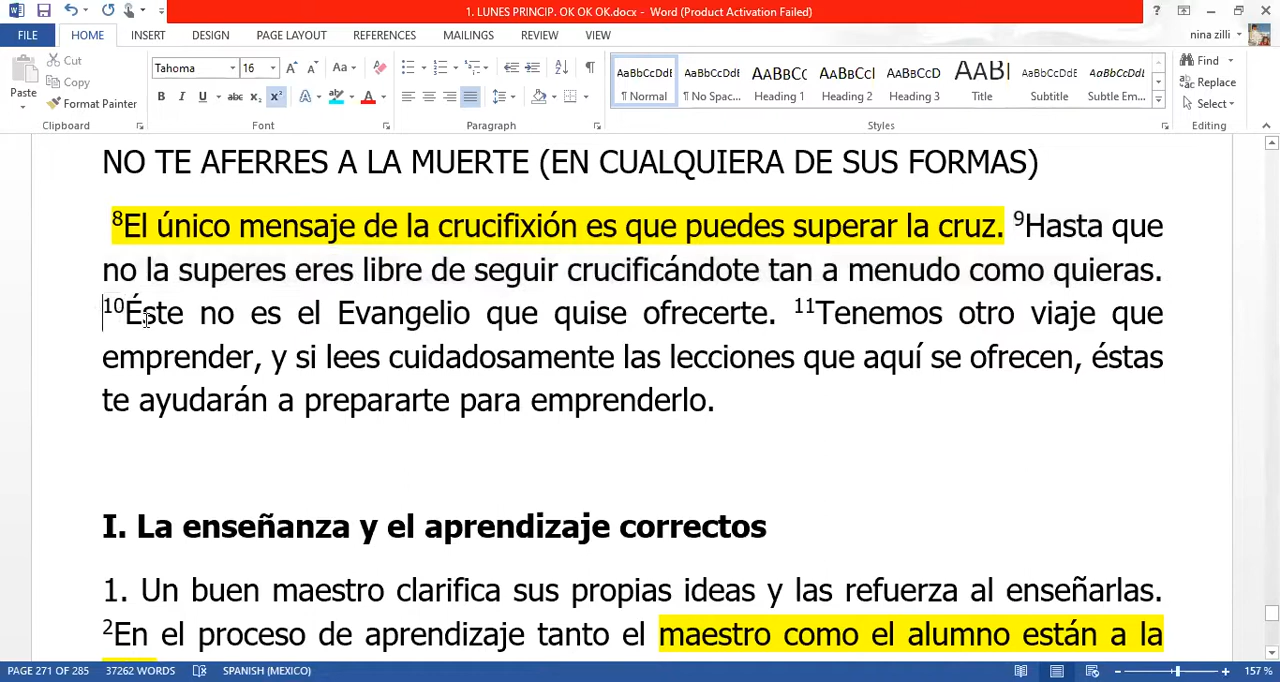 1. LUNES PRINCIP. OK OK OK.docx - Word (Product Activation Failed)
FILE HOME INSERT DESIGN PAGE LAYOUT REFERENCES MAILINGS REVIEW VIEW nina zilli
Paste Cut Copy Format Painter Clipboard
Tahoma 16 Font
Paragraph
AaBbCcDdI AaBbCcDdI AABBCC AABBCCI AABBCCD AAB AaBbCcDdI AaBbCcDdI
¶ Normal ¶ No Spac... Heading 1 Heading 2 Heading 3 Title Subtitle Subtle Em...
Styles
Find Replace Select Editing
NO TE AFERRES A LA MUERTE (EN CUALQUIERA DE SUS FORMAS)
⁸El único mensaje de la crucifixión es que puedes superar la cruz. ⁹Hasta que
no la superes eres libre de seguir crucificándote tan a menudo como quieras.
¹⁰Éste no es el Evangelio que quise ofrecerte. ¹¹Tenemos otro viaje que
emprender, y si lees cuidadosamente las lecciones que aquí se ofrecen, éstas
te ayudarán a prepararte para emprenderlo.
I. La enseñanza y el aprendizaje correctos
1. Un buen maestro clarifica sus propias ideas y las refuerza al enseñarlas.
²En el proceso de aprendizaje tanto el maestro como el alumno están a la
PAGE 271 OF 285 37262 WORDS SPANISH (MEXICO) 157 %